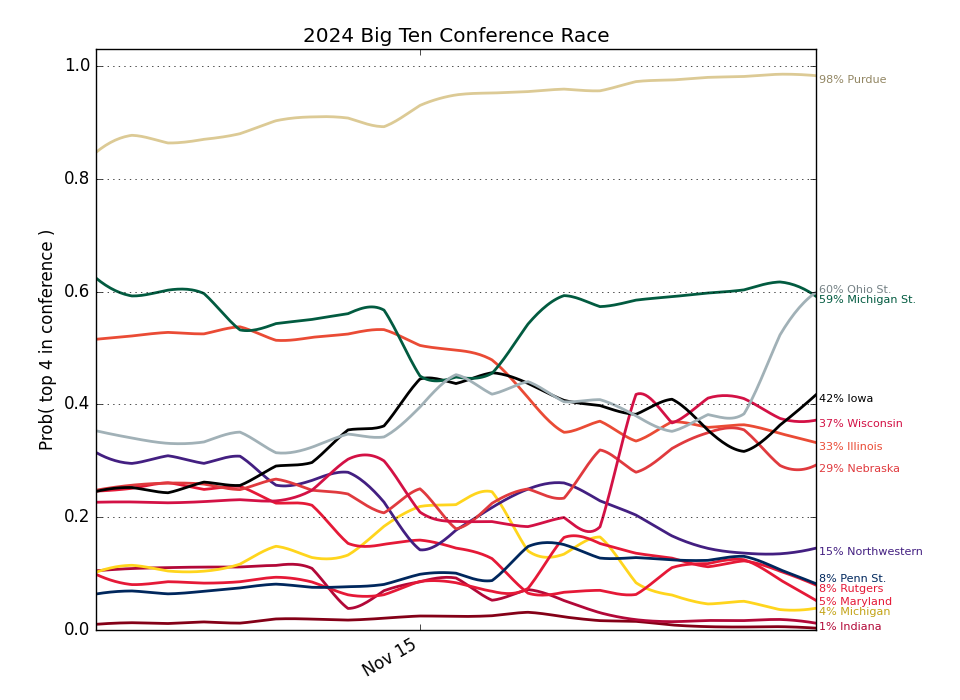 2024 Big Ten Conference Race
Prob( top 4 in conference )
1.0
0.8
0.6
0.4
0.2
0.0
Nov 15
98% Purdue
60% Ohio St.
59% Michigan St.
42% Iowa
37% Wisconsin
33% Illinois
29% Nebraska
15% Northwestern
8% Penn St.
8% Rutgers
5% Maryland
4% Michigan
1% Indiana